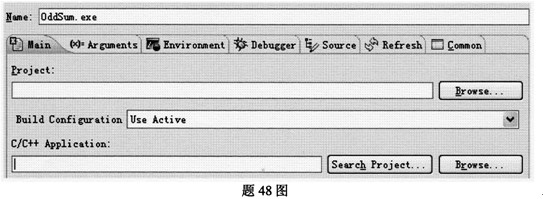 Name: OddSum.exe
Main (x)= Arguments Environment Debugger Source Refresh Common
Project:
Browse...
Build Configuration Use Active
C/C++ Application:
Search Project... Browse...
题 48 图